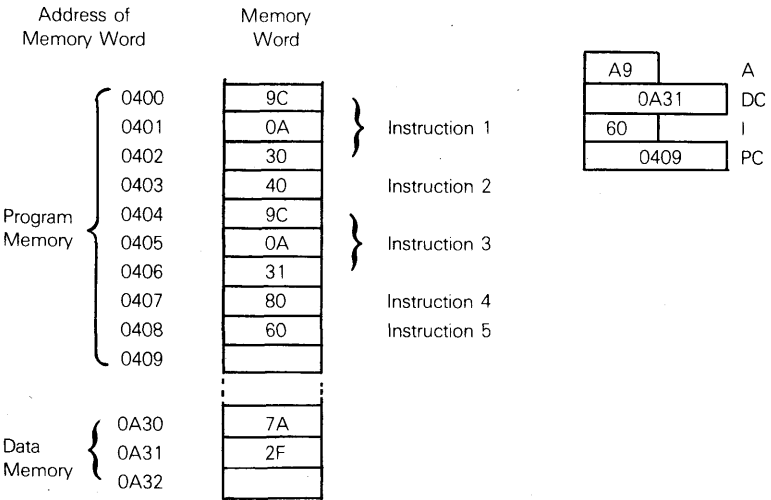 Address of Memory
Memory Word Word
A9 A
0400 9C 0A31 DC
0401 0A Instruction 1 60 I
0402 30 0409 PC
0403 40 Instruction 2
0404 9C
Program
Memory
0405 0A Instruction 3
0406 31
0407 80 Instruction 4
0408 60 Instruction 5
0409
0A30 7A
Data
Memory
0A31 2F
0A32